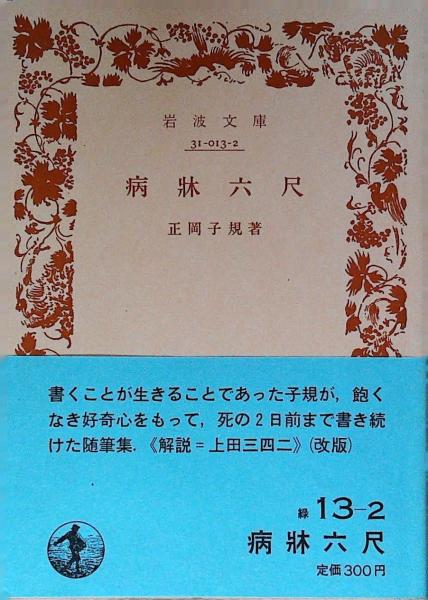 岩波文庫
31-013-2
病牀六尺
正岡子規著
書くことが生きることであった子規が，飽く
なき好奇心をもって，死の2日前まで書き続
けた随筆集．《解説＝上田三四二》(改版)
緑 13-2
病牀六尺
定価300円